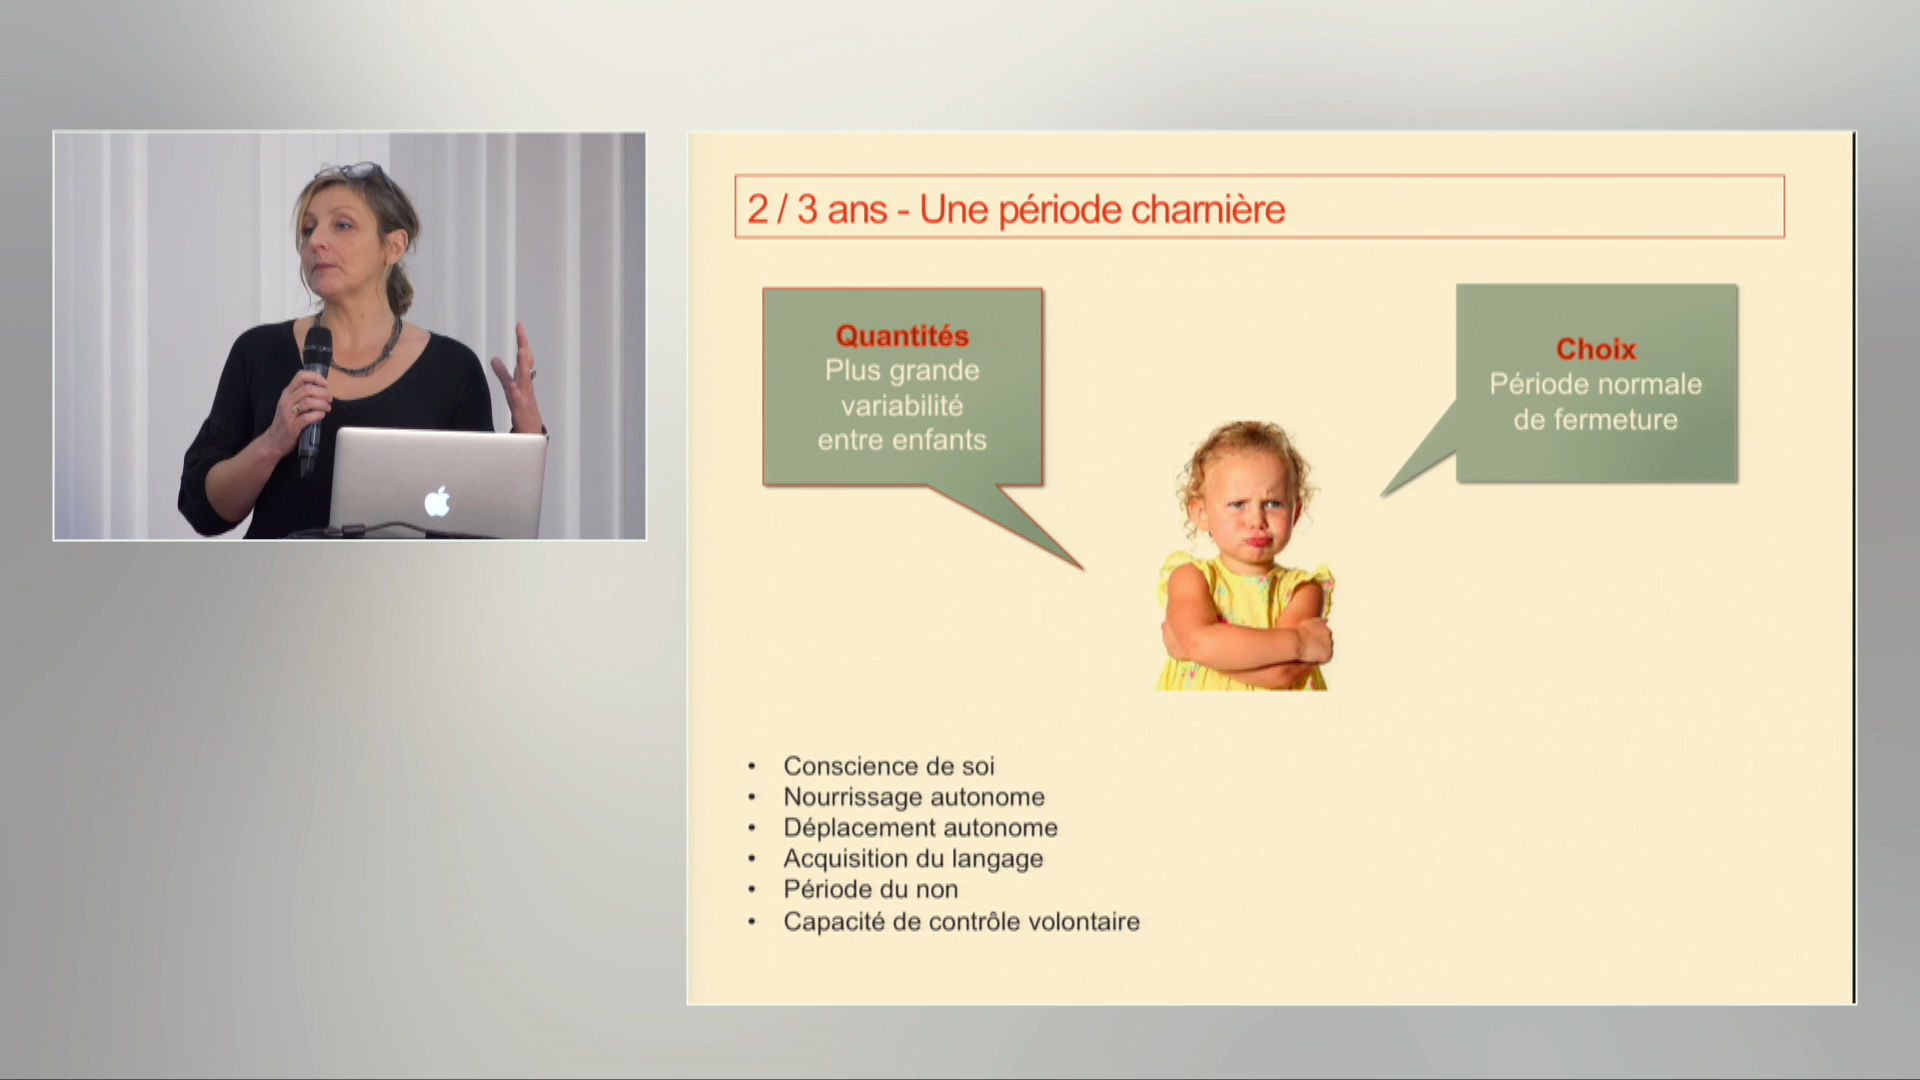 2 / 3 ans - Une période charnière
Quantités
Plus grande
variabilité
entre enfants
Choix
Période normale
de fermeture
• Conscience de soi
• Nourrissage autonome
• Déplacement autonome
• Acquisition du langage
• Période du non
• Capacité de contrôle volontaire